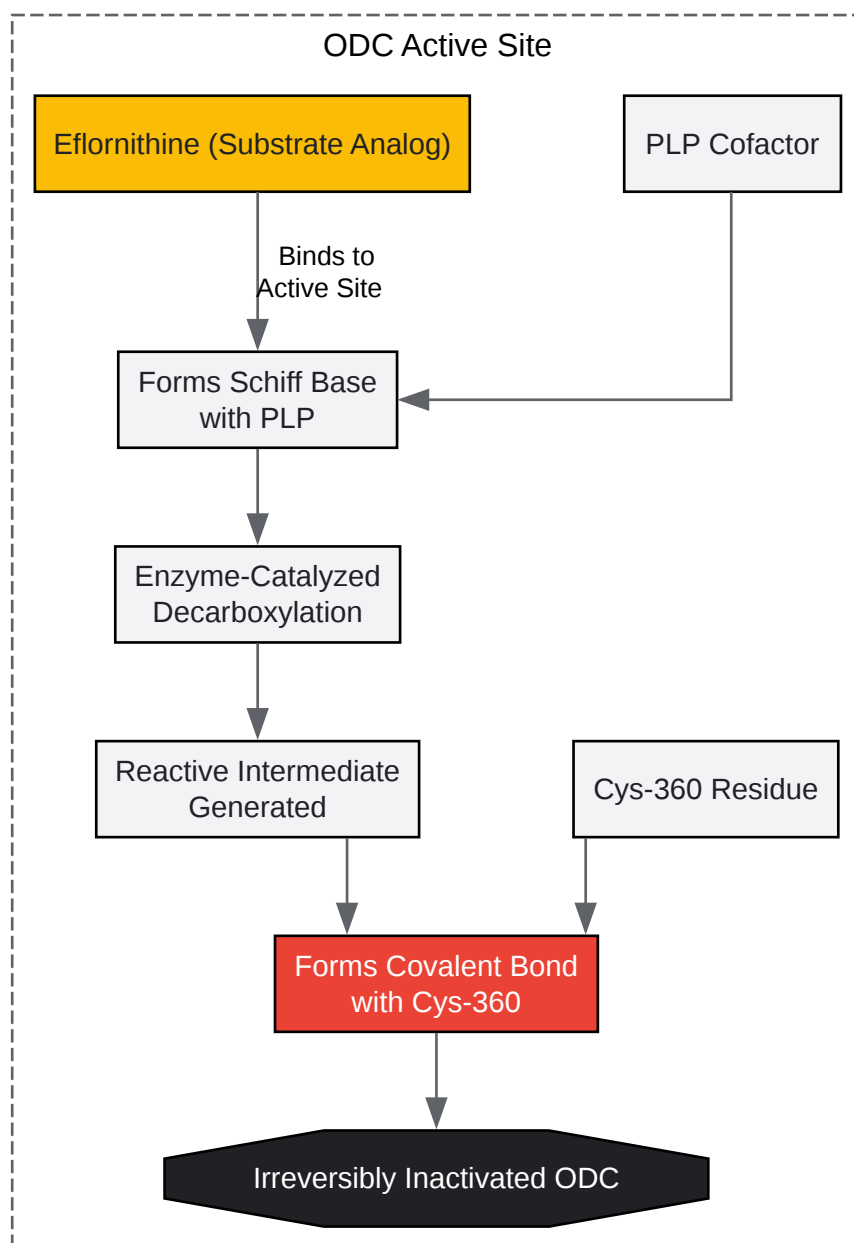 ODC Active Site
Eflornithine (Substrate Analog)
PLP Cofactor
Binds to
Active Site
Forms Schiff Base
with PLP
Enzyme-Catalyzed
Decarboxylation
Reactive Intermediate
Generated
Cys-360 Residue
Forms Covalent Bond
with Cys-360
Irreversibly Inactivated ODC